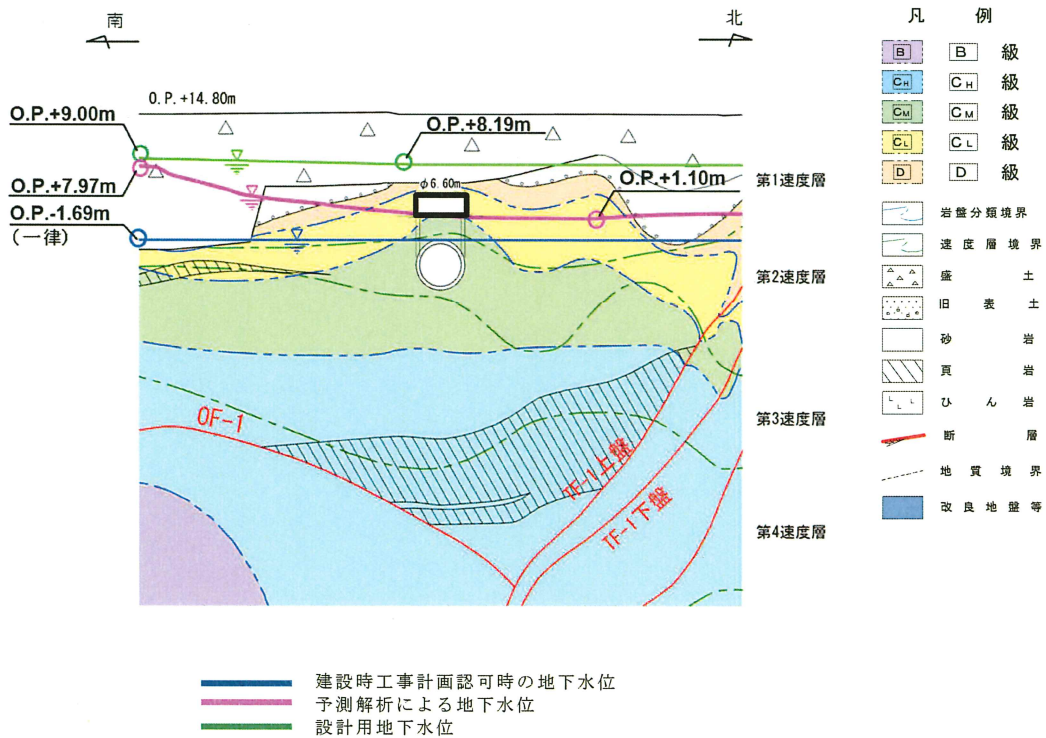 南
北
O.P.+14.80m
O.P.+9.00m
O.P.+8.19m
O.P.+7.97m
φ6.60m
O.P.+1.10m
O.P.-1.69m
(一律)
第1速度層
第2速度層
第3速度層
第4速度層
OF-1
TF-1上盤
TF-1下盤
凡 例
B B 級
CH CH 級
CM CM 級
CL CL 級
D D 級
岩盤分類境界
速度層境界
盛土
旧表土
砂岩
頁岩
ひん岩
断層
地質境界
改良地盤等
建設時工事計画認可時の地下水位
予測解析による地下水位
設計用地下水位